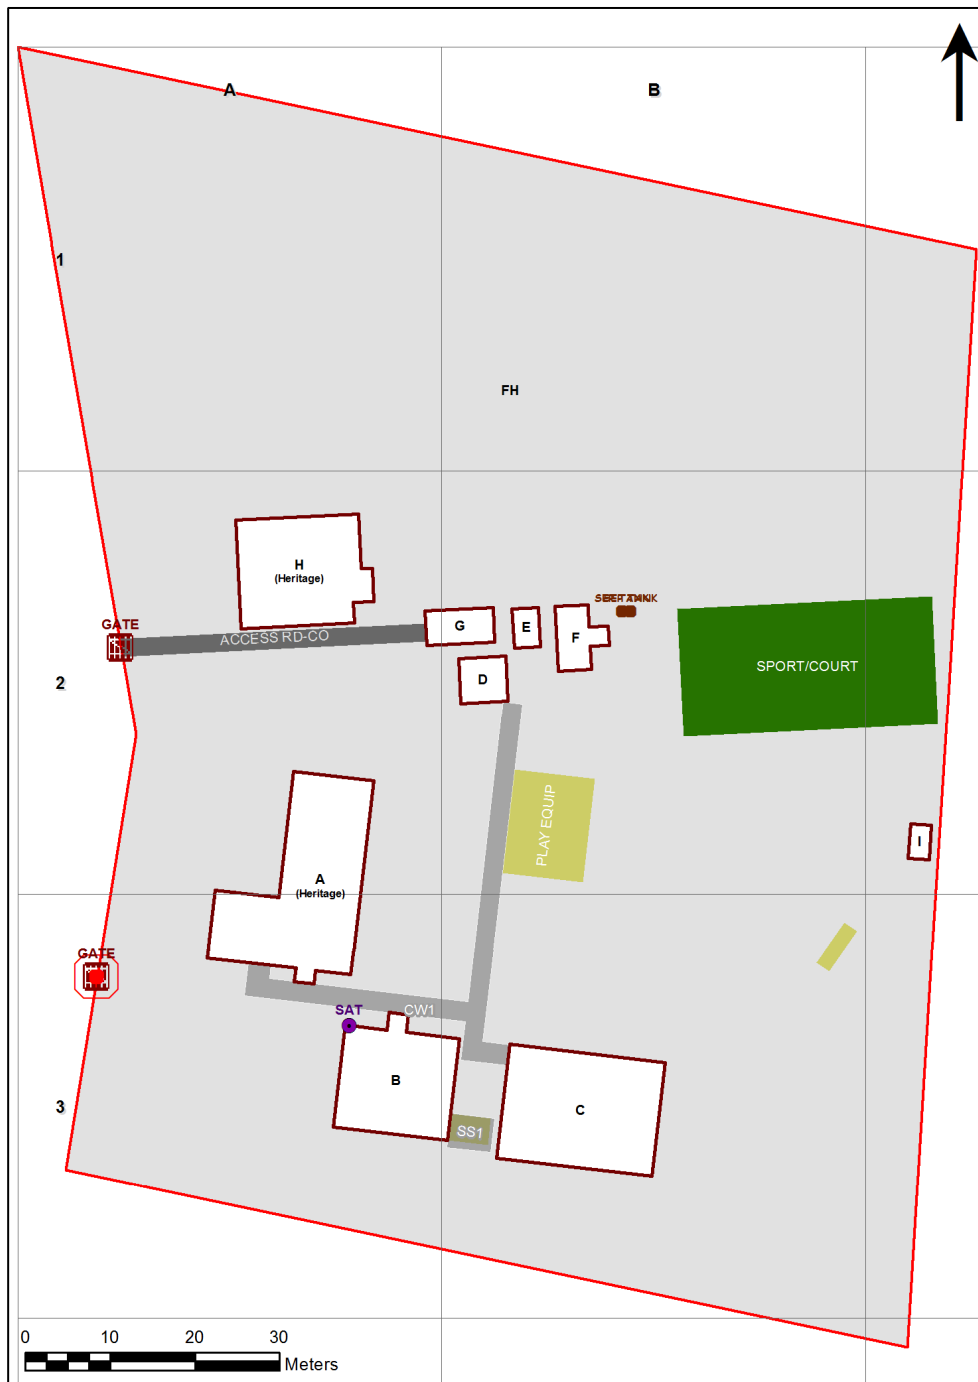 A
B
1
FH
H
(Heritage)
GATE
ACCESS RD-CO
G
E
F
D
SPORT/COURT
2
PLAY EQUIP
I
A
(Heritage)
GATE
SAT
CW1
B
C
3
SS1
0 10 20 30
Meters